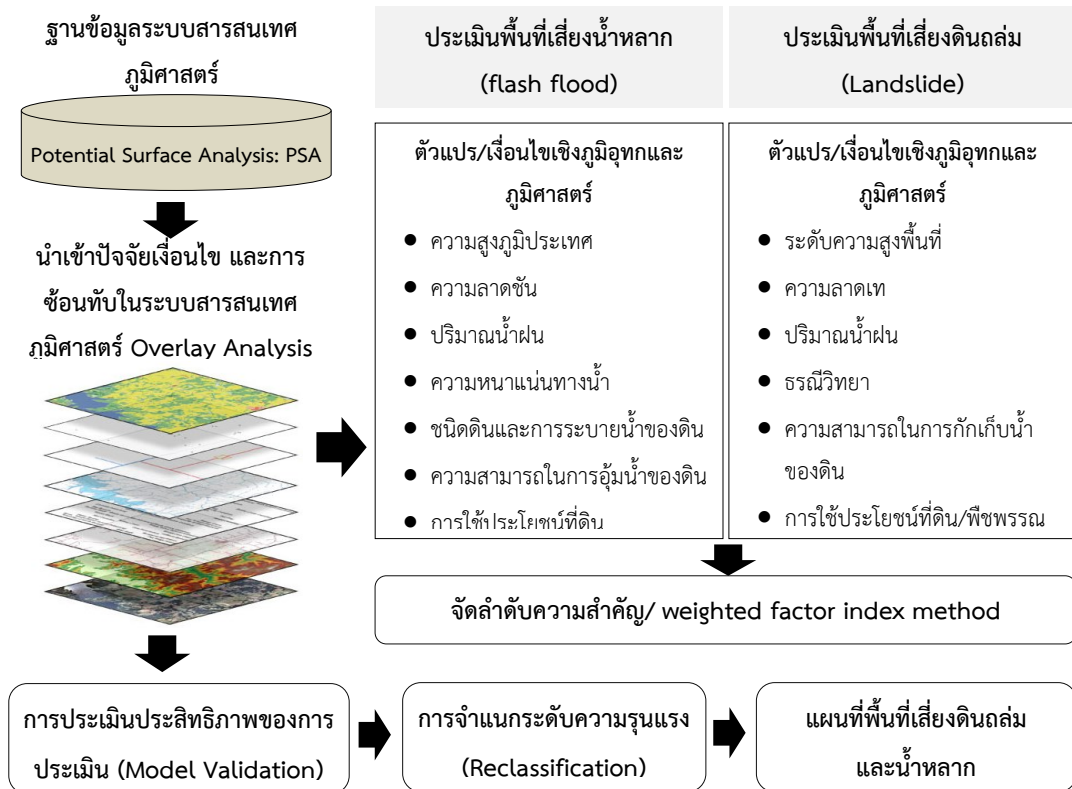 ฐานข้อมูลระบบสารสนเทศ
ภูมิศาสตร์
Potential Surface Analysis: PSA
นำเข้าปัจจัยเงื่อนไข และการ
ซ้อนทับในระบบสารสนเทศ
ภูมิศาสตร์ Overlay Analysis
ประเมินพื้นที่เสี่ยงน้ำหลาก
(flash flood)
ตัวแปร/เงื่อนไขเชิงภูมิอุทกและ
ภูมิศาสตร์
● ความสูงภูมิประเทศ
● ความลาดชัน
● ปริมาณน้ำฝน
● ความหนาแน่นทางน้ำ
● ชนิดดินและการระบายน้ำของดิน
● ความสามารถในการอุ้มน้ำของดิน
● การใช้ประโยชน์ที่ดิน
ประเมินพื้นที่เสี่ยงดินถล่ม
(Landslide)
ตัวแปร/เงื่อนไขเชิงภูมิอุทกและ
ภูมิศาสตร์
● ระดับความสูงพื้นที่
● ความลาดเท
● ปริมาณน้ำฝน
● ธรณีวิทยา
● ความสามารถในการกักเก็บน้ำ
ของดิน
● การใช้ประโยชน์ที่ดิน/พืชพรรณ
จัดลำดับความสำคัญ/ weighted factor index method
การประเมินประสิทธิภาพของการ
ประเมิน (Model Validation)
การจำแนกระดับความรุนแรง
(Reclassification)
แผนที่พื้นที่เสี่ยงดินถล่ม
และน้ำหลาก